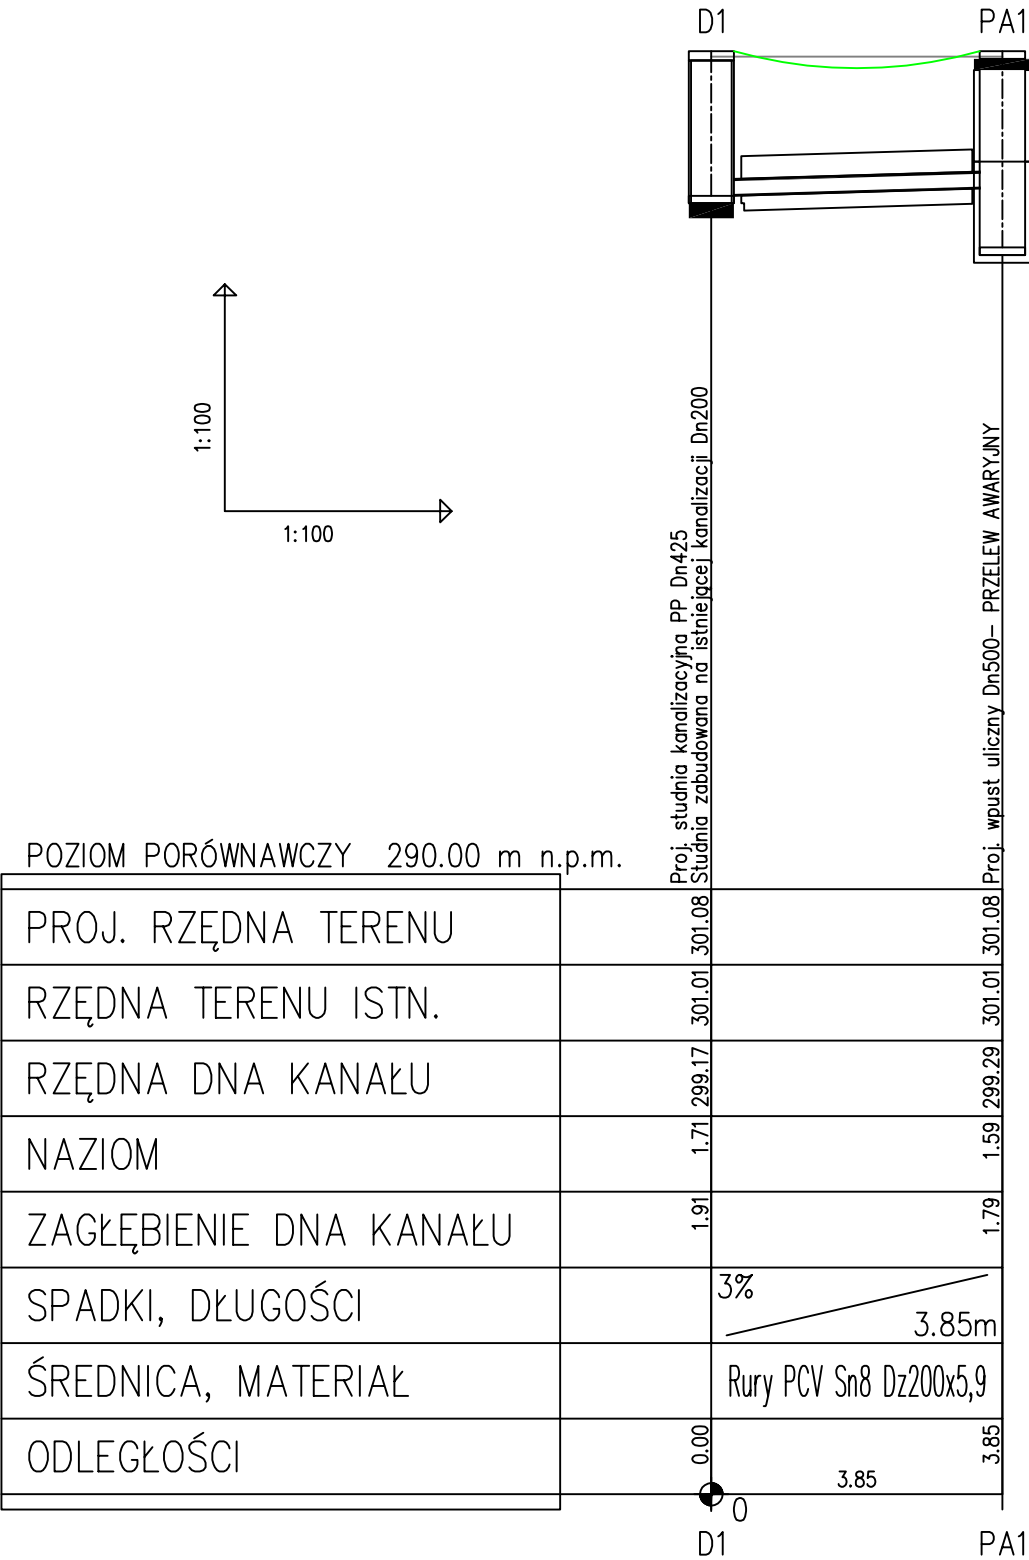 D1 PA1
1:100
1:100
Proj. studnia kanalizacyjna PP Dn425
Studnia zabudowana na istniejącej kanalizacji Dn200
Proj. wpust uliczny Dn500- PRZELEW AWARYJNY
POZIOM PORÓWNAWCZY 290.00 m n.p.m.
PROJ. RZĘDNA TERENU 301.08 301.08
RZĘDNA TERENU ISTN. 301.01 301.01
RZĘDNA DNA KANAŁU 299.17 299.29
NAZIOM 1.71 1.59
ZAGŁĘBIENIE DNA KANAŁU 1.91 1.79
SPADKI, DŁUGOŚCI 3% 3.85m
ŚREDNICA, MATERIAŁ Rury PCV Sn8 Dz200x5,9
ODLEGŁOŚCI 0.00 3.85 3.85
0
D1 PA1